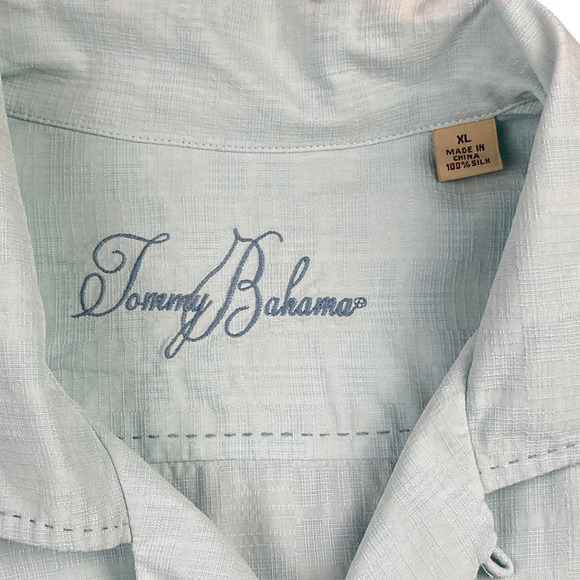 XL
MADE IN
CHINA
100% SILK
Tommy Bahama®